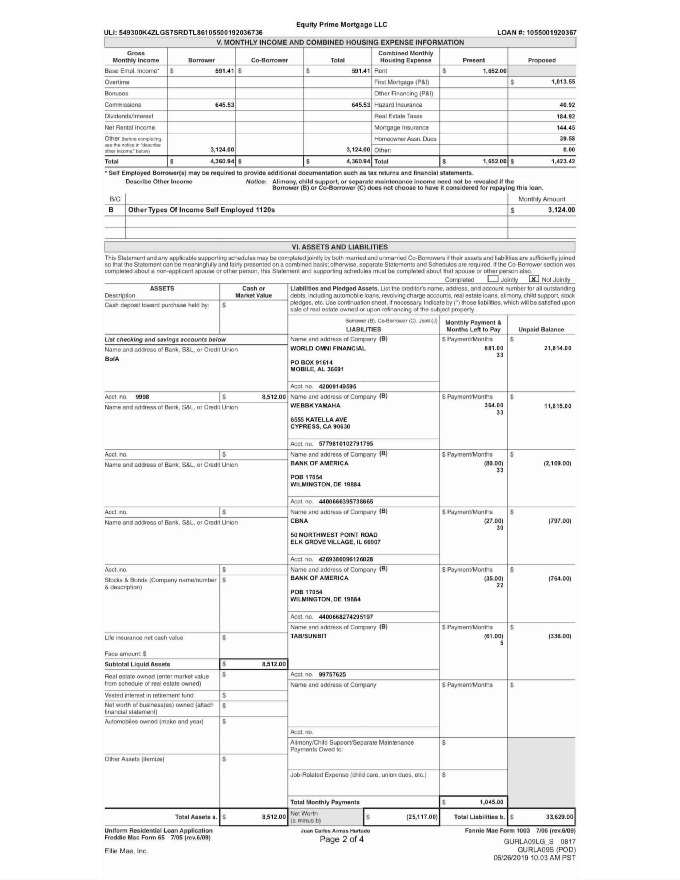 Equity Prime Mortgage LLC
ULI: 549300K4ZLGS7SRDTL86105500192036736 LOAN #: 1055001920367
V. MONTHLY INCOME AND COMBINED HOUSING EXPENSE INFORMATION
Gross Monthly Income Borrower Co-Borrower Total Combined Monthly Housing Expense Present Proposed
Base Empl. Income* $ 591.41 $ $ 591.41 Rent $ 1,652.00
Overtime First Mortgage (P&I) $ 1,013.55
Bonuses Other Financing (P&I)
Commissions 645.53 645.53 Hazard Insurance 40.92
Dividends/Interest Real Estate Taxes 184.92
Net Rental Income Mortgage Insurance 144.45
Other (before completing, see the notice in "describe other income," below) 3,124.00 3,124.00 Homeowner Assn. Dues 39.58
Other: 0.00
Total $ 4,360.94 $ $ 4,360.94 Total $ 1,652.00 $ 1,423.42
* Self Employed Borrower(s) may be required to provide additional documentation such as tax returns and financial statements.
Describe Other Income Notice: Alimony, child support, or separate maintenance income need not be revealed if the
Borrower (B) or Co-Borrower (C) does not choose to have it considered for repaying this loan.
B/C Monthly Amount
B Other Types Of Income Self Employed 1120s $ 3,124.00
VI. ASSETS AND LIABILITIES
This Statement and any applicable supporting schedules may be completed jointly by both married and unmarried Co-Borrowers if their assets and liabilities are sufficiently joined
so that the Statement can be meaningfully and fairly presented on a combined basis; otherwise, separate Statements and Schedules are required. If the Co-Borrower section was
completed about a non-applicant spouse or other person, this Statement and supporting schedules must be completed about that spouse or other person also.
Completed Jointly X Not Jointly
ASSETS
Description
Cash or Market Value
Cash deposit toward purchase held by: $
Liabilities and Pledged Assets. List the creditor's name, address, and account number for all outstanding
debts, including automobile loans, revolving charge accounts, real estate loans, alimony, child support, stock
pledges, etc. Use continuation sheet, if necessary. Indicate by (*) those liabilities, which will be satisfied upon
sale of real estate owned or upon refinancing of the subject property.
Borrower (B), Co-Borrower (C), Joint (J)
LIABILITIES
Monthly Payment & Months Left to Pay
Unpaid Balance
List checking and savings accounts below
Name and address of Bank, S&L, or Credit Union
BofA
Name and address of Company (B) $ Payment/Months $
WORLD OMNI FINANCIAL 681.00 21,814.00
33
PO BOX 91614
MOBILE, AL 36691
Acct. no. 42009149595
Acct. no. 9998 $ 8,512.00
Name and address of Bank, S&L, or Credit Union
Name and address of Company (B) $ Payment/Months $
WEBBKYAMAHA 364.00 11,815.00
33
6555 KATELLA AVE
CYPRESS, CA 90630
Acct. no. 5779810102791795
Acct. no. $
Name and address of Bank, S&L, or Credit Union
Name and address of Company (B) $ Payment/Months $
BANK OF AMERICA (80.00) (2,109.00)
33
POB 17054
WILMINGTON, DE 19884
Acct. no. 4400666395738665
Acct. no. $
Name and address of Bank, S&L, or Credit Union
Name and address of Company (B) $ Payment/Months $
CBNA (27.00) (797.00)
30
50 NORTHWEST POINT ROAD
ELK GROVE VILLAGE, IL 60007
Acct. no. 4269380096126028
Acct. no. $
Stocks & Bonds (Company name/number & description) $
Name and address of Company (B) $ Payment/Months $
BANK OF AMERICA (35.00) (764.00)
22
POB 17054
WILMINGTON, DE 19884
Acct. no. 4400668274295197
Life insurance net cash value $
Face amount: $
Subtotal Liquid Assets $ 8,512.00
Name and address of Company (B) $ Payment/Months $
TAB/SUNBIT (61.00) (336.00)
5
Acct. no. 99757625
Real estate owned (enter market value from schedule of real estate owned) $
Vested interest in retirement fund $
Net worth of business(es) owned (attach financial statement) $
Automobiles owned (make and year) $
Name and address of Company $ Payment/Months $
Acct. no.
Alimony/Child Support/Separate Maintenance Payments Owed to: $
Other Assets (itemize) $
Job-Related Expense (child care, union dues, etc.) $
Total Monthly Payments $ 1,045.00
Total Assets a. $ 8,512.00 Net Worth (a minus b) $ (25,117.00) Total Liabilities b. $ 33,629.00
Uniform Residential Loan Application
Freddie Mac Form 65 7/05 (rev.6/09)
Juan Carlos Armas Hurtado
Page 2 of 4
Fannie Mae Form 1003 7/05 (rev.6/09)
GURLA09LG_S 0817
Ellie Mae, Inc.
GURLA09S (POD)
06/26/2019 10:03 AM PST